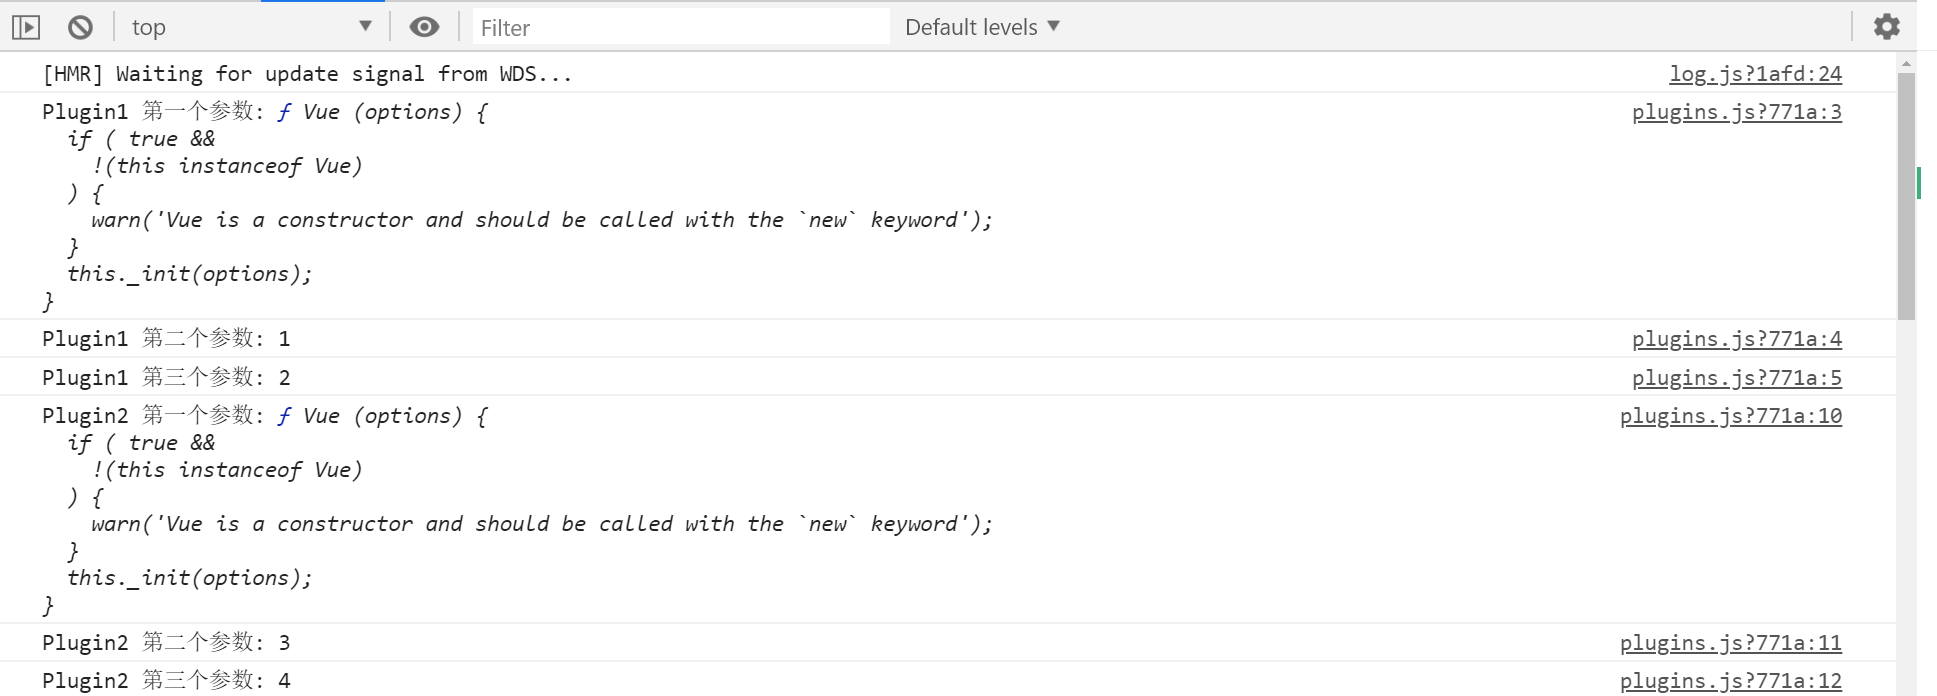 top Filter Default levels
[HMR] Waiting for update signal from WDS... log.js?1afd:24
Plugin1 第一个参数: ƒ Vue (options) { plugins.js?771a:3
if ( true &&
!(this instanceof Vue)
) {
warn('Vue is a constructor and should be called with the `new` keyword');
}
this._init(options);
}
Plugin1 第二个参数: 1 plugins.js?771a:4
Plugin1 第三个参数: 2 plugins.js?771a:5
Plugin2 第一个参数: ƒ Vue (options) { plugins.js?771a:10
if ( true &&
!(this instanceof Vue)
) {
warn('Vue is a constructor and should be called with the `new` keyword');
}
this._init(options);
}
Plugin2 第二个参数: 3 plugins.js?771a:11
Plugin2 第三个参数: 4 plugins.js?771a:12